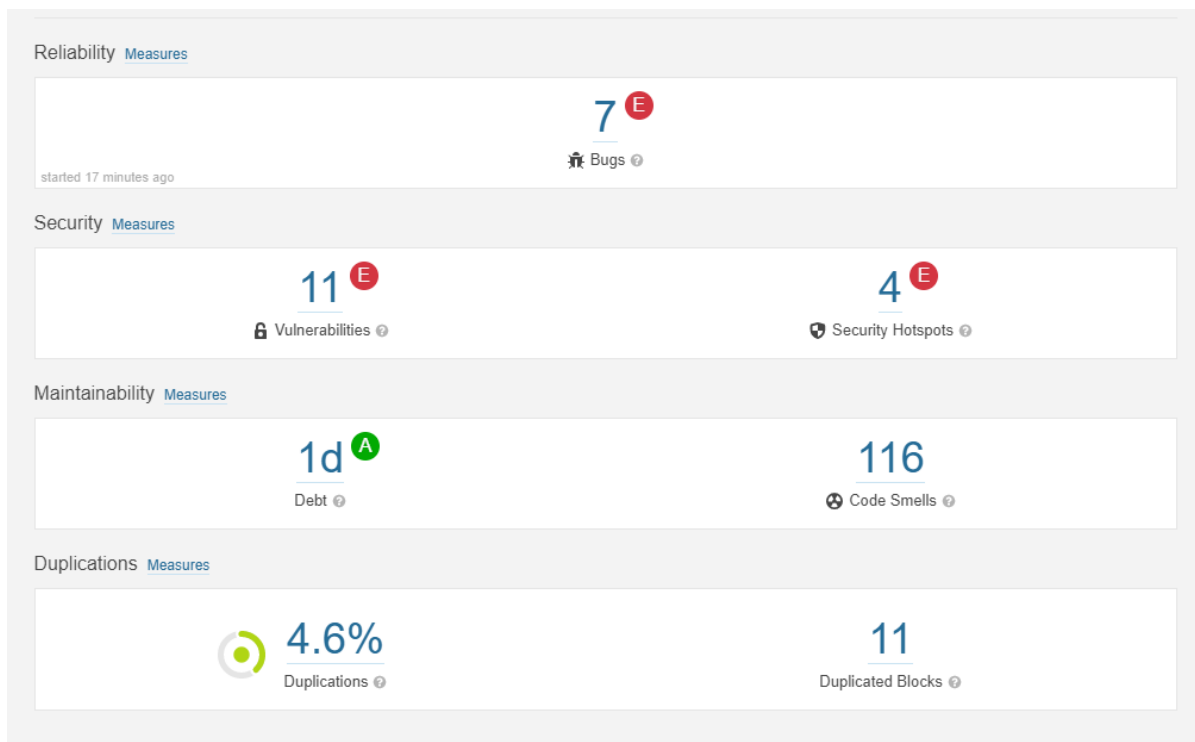 Reliability Measures
7 E
Bugs ?
started 17 minutes ago
Security Measures
11 E 4 E
Vulnerabilities ? Security Hotspots ?
Maintainability Measures
1d A 116
Debt ? Code Smells ?
Duplications Measures
4.6% 11
Duplications ? Duplicated Blocks ?